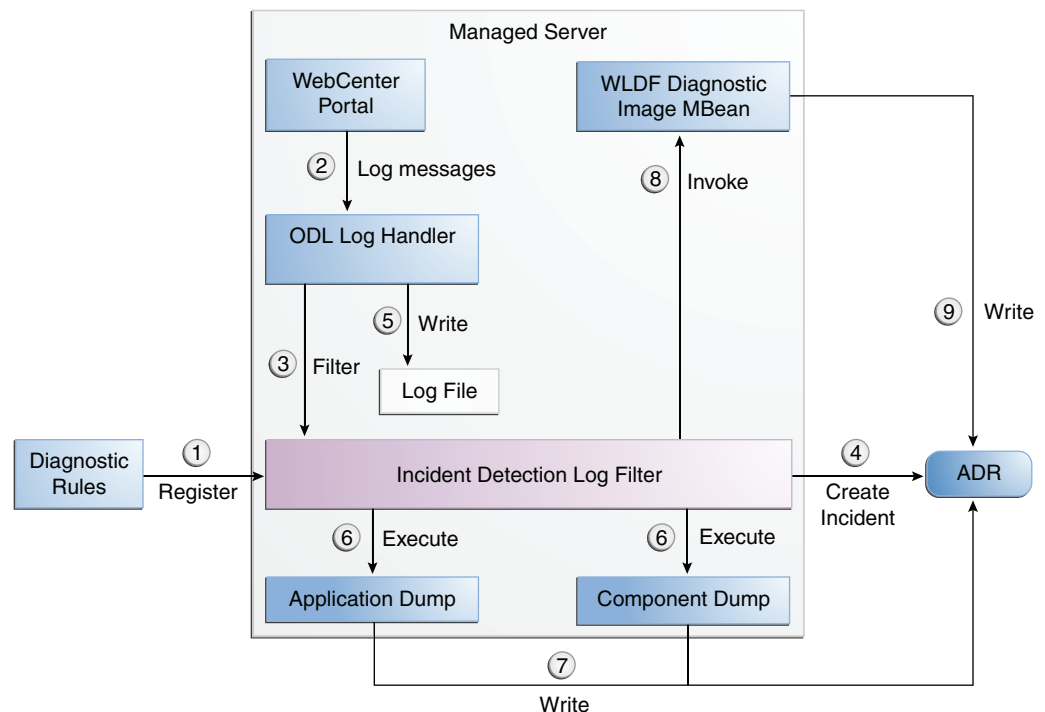 Managed Server
WebCenter
Portal
WLDF Diagnostic
Image MBean
2
Log messages
8
Invoke
ODL Log Handler
9
Write
5
Write
3
Filter
Log File
Diagnostic
Rules
1
Register
Incident Detection Log Filter
4
Create
Incident
ADR
6
Execute
6
Execute
Application Dump
Component Dump
7
Write